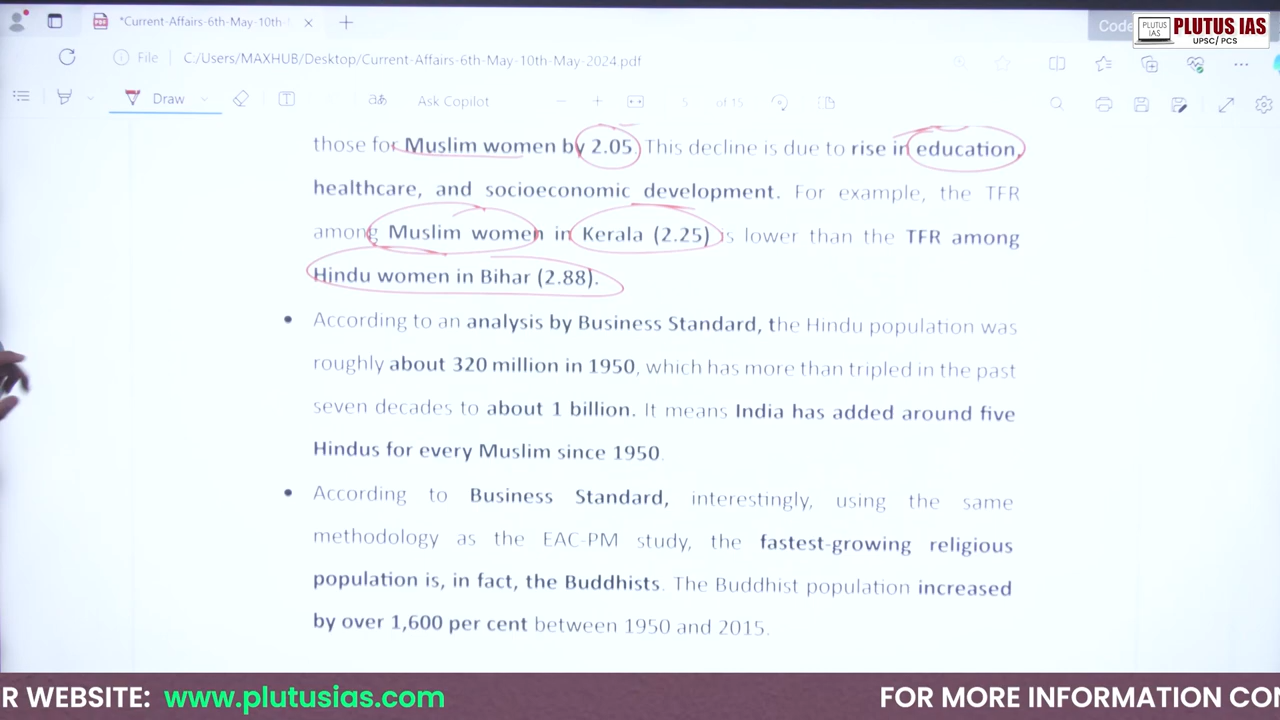 *Current-Affairs-6th-May-10th
Code
PLUTUS IAS
PLUTUS IAS
UPSC/ PCS
File
C:/Users/MAXHUB/Desktop/Current-Affairs-6th-May-10th-May-2024.pdf
Draw
Ask Copilot
5 of 15
those for Muslim women by 2.05. This decline is due to rise in education,
healthcare, and socioeconomic development. For example, the TFR
among Muslim women in Kerala (2.25) is lower than the TFR among
Hindu women in Bihar (2.88).
According to an analysis by Business Standard, the Hindu population was
roughly about 320 million in 1950, which has more than tripled in the past
seven decades to about 1 billion. It means India has added around five
Hindus for every Muslim since 1950.
According to Business Standard, interestingly, using the same
methodology as the EAC-PM study, the fastest-growing religious
population is, in fact, the Buddhists. The Buddhist population increased
by over 1,600 per cent between 1950 and 2015.
R WEBSITE: www.plutusias.com
FOR MORE INFORMATION CON